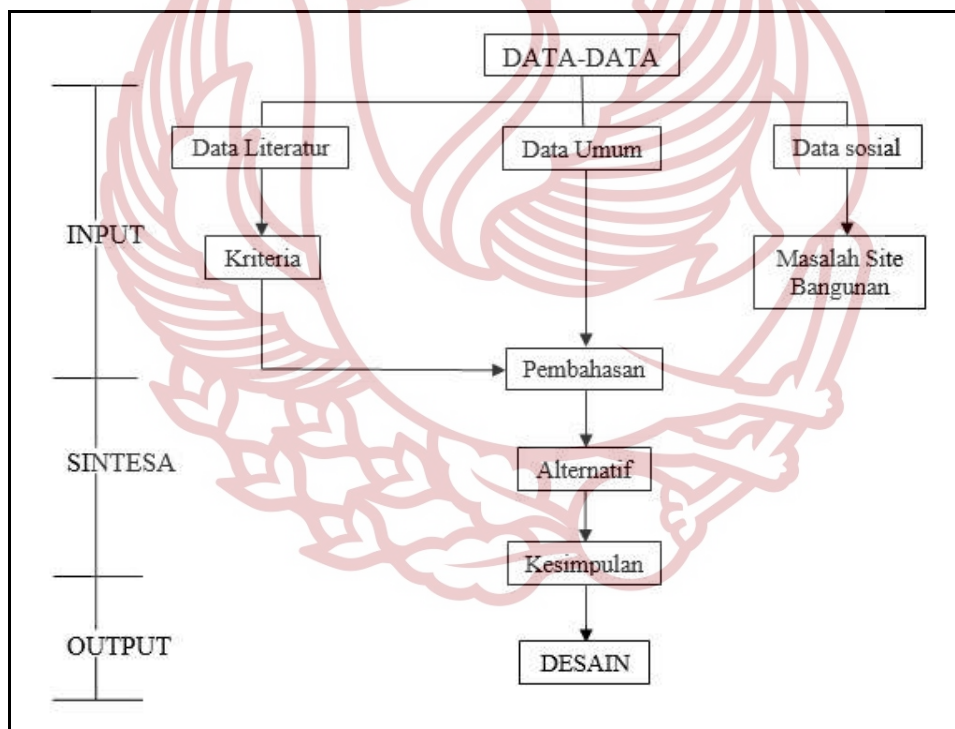 DATA-DATA
Data Literatur
Data Umum
Data sosial
INPUT
Kriteria
Masalah Site
Bangunan
Pembahasan
SINTESA
Alternatif
Kesimpulan
OUTPUT
DESAIN